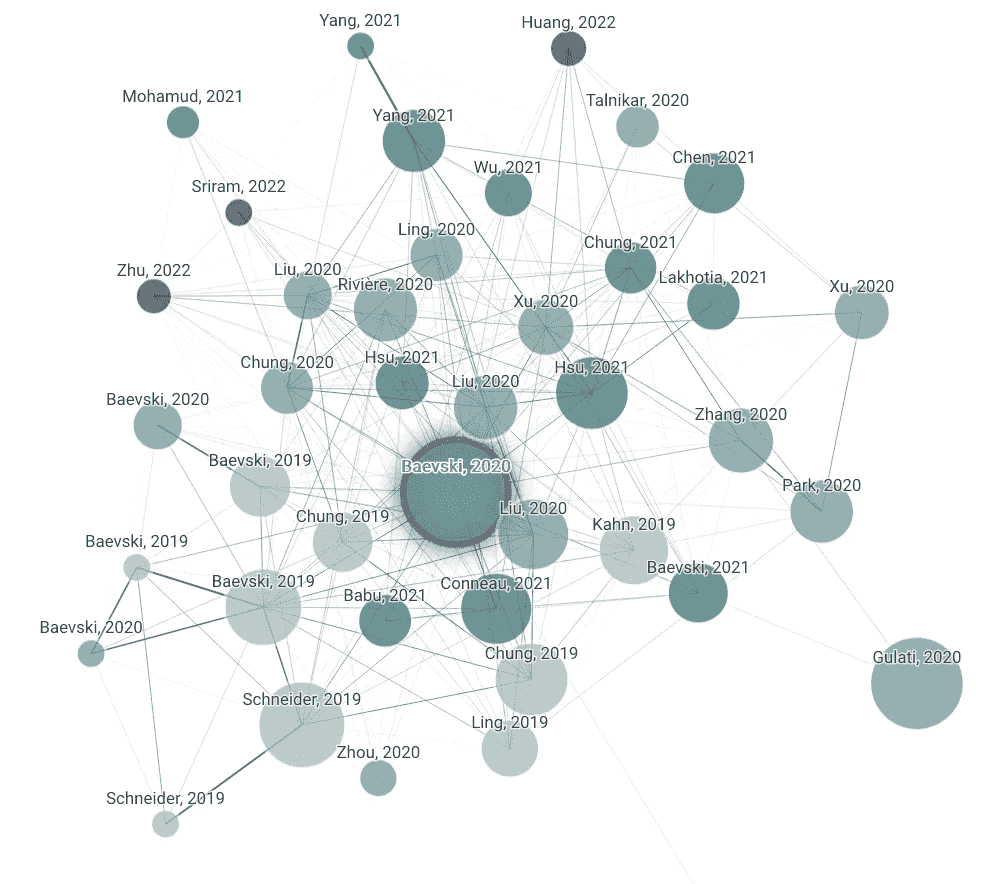 Yang, 2021
Huang, 2022
Mohamud, 2021
Talnikar, 2020
Yang, 2021
Chen, 2021
Wu, 2021
Sriram, 2022
Ling, 2020
Chung, 2021
Zhu, 2022
Liu, 2020
Rivière, 2020
Lakhotia, 2021
Xu, 2020
Xu, 2020
Chung, 2020
Hsu, 2021
Hsu, 2021
Liu, 2020
Baevski, 2020
Zhang, 2020
Baevski, 2019
Baevski, 2020
Park, 2020
Chung, 2019
Liu, 2020
Kahn, 2019
Baevski, 2019
Baevski, 2021
Baevski, 2019
Babu, 2021
Conneau, 2021
Baevski, 2020
Chung, 2019
Gulati, 2020
Schneider, 2019
Ling, 2019
Zhou, 2020
Schneider, 2019